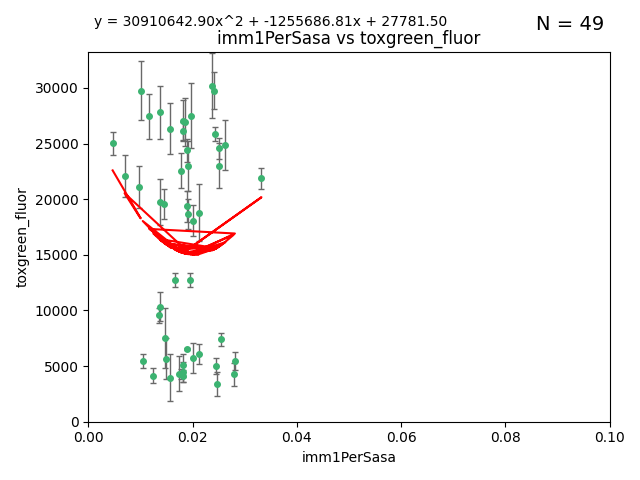 y = 30910642.90x^2 + -1255686.81x + 27781.50
N = 49
imm1PerSasa vs toxgreen_fluor
toxgreen_fluor
30000
25000
20000
15000
10000
5000
0
0.00 0.02 0.04 0.06 0.08 0.10
imm1PerSasa